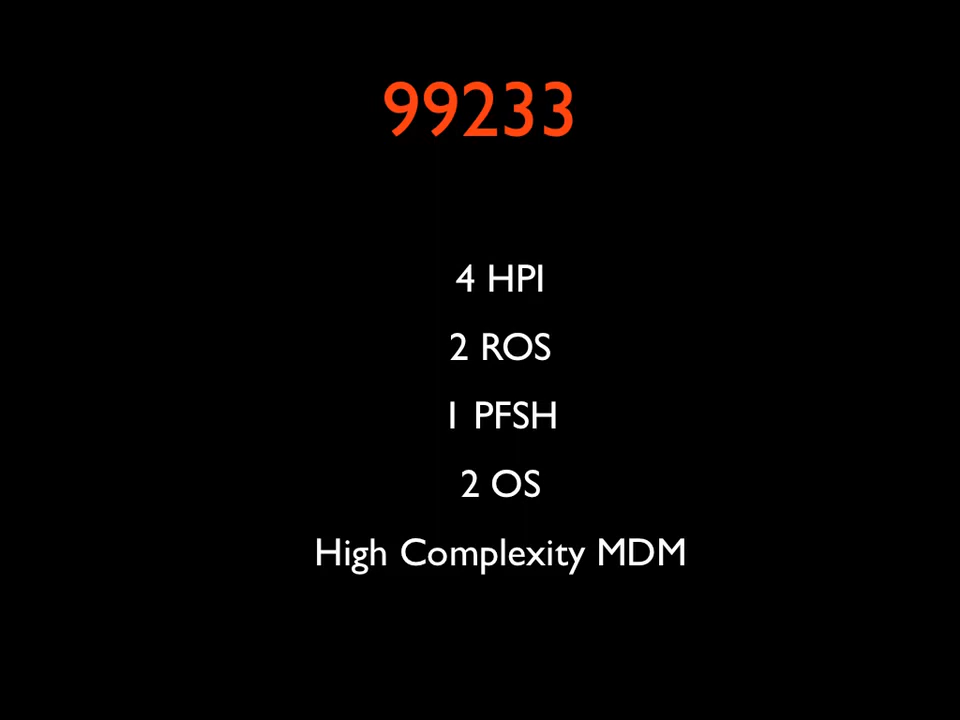 99233
4 HPI
2 ROS
1 PFSH
2 OS
High Complexity MDM